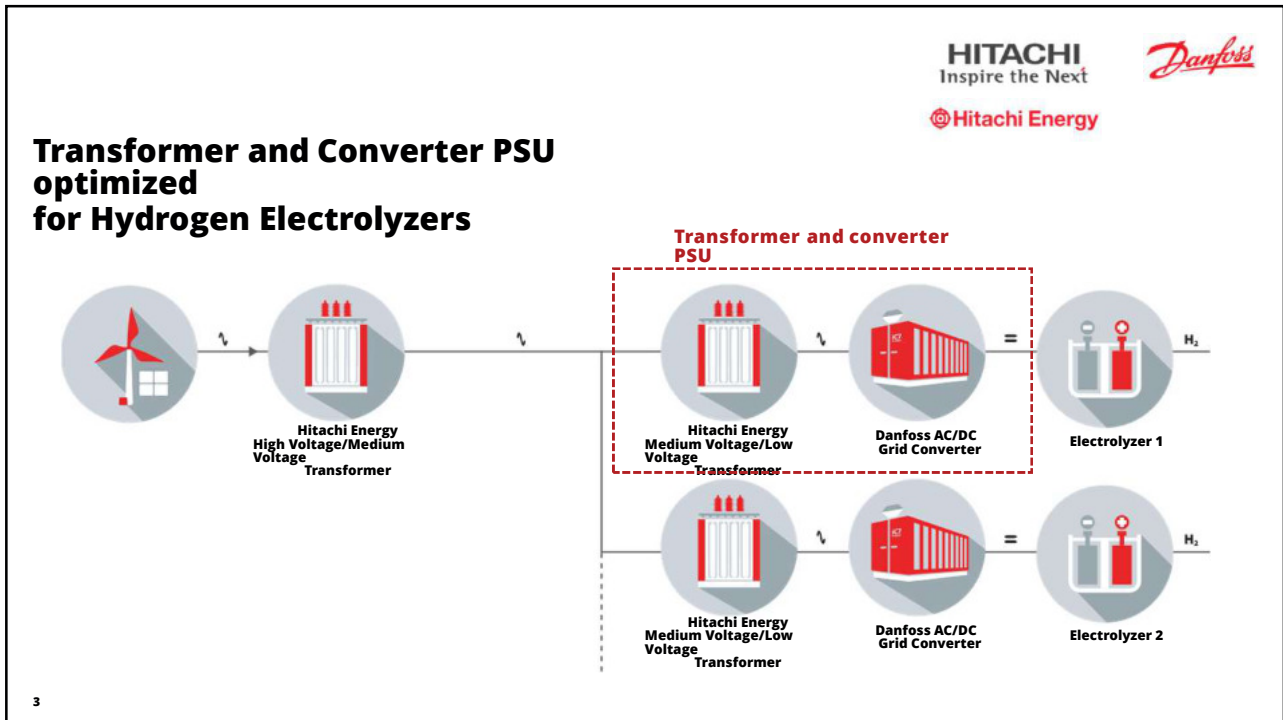 HITACHI
Inspire the Next
Danfoss
Hitachi Energy
Transformer and Converter PSU
optimized
for Hydrogen Electrolyzers
Transformer and converter
PSU
H₂
Hitachi Energy
High Voltage/Medium
Voltage
Transformer
Hitachi Energy
Medium Voltage/Low
Voltage
Transformer
Danfoss AC/DC
Grid Converter
Electrolyzer 1
H₂
Hitachi Energy
Medium Voltage/Low
Voltage
Transformer
Danfoss AC/DC
Grid Converter
Electrolyzer 2
3